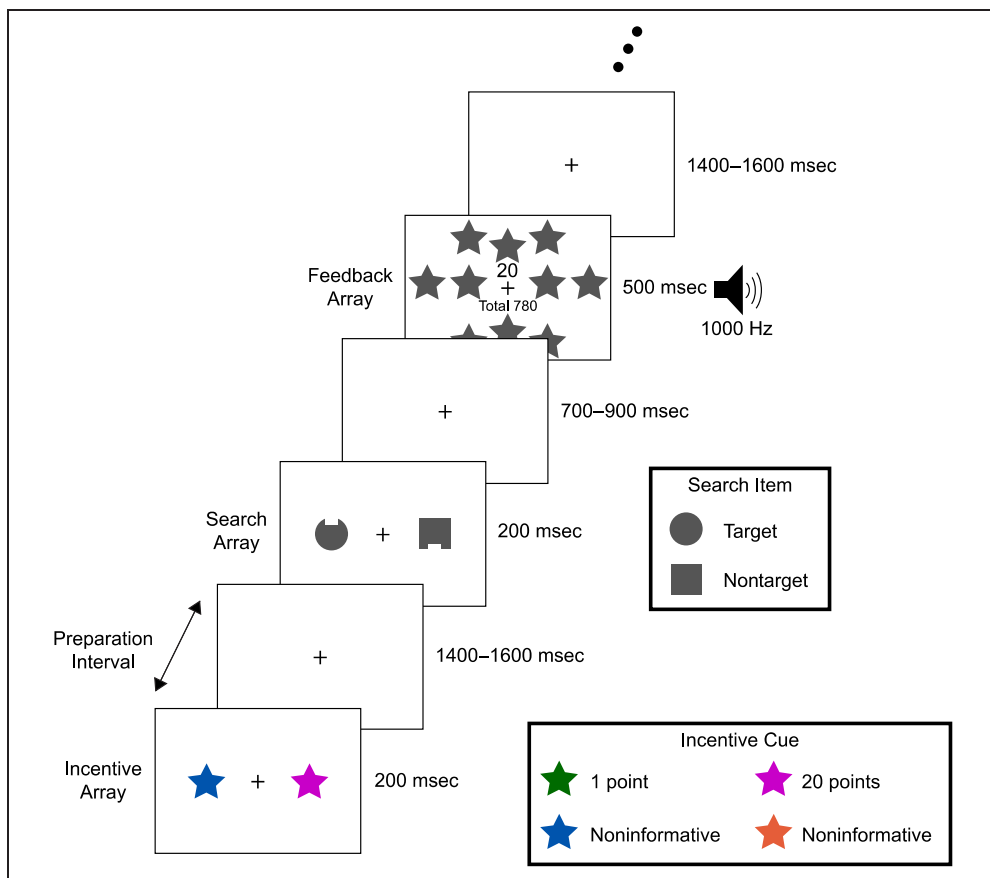 1400–1600 msec
Feedback
Array
20
+
Total 780
500 msec
1000 Hz
700–900 msec
Search
Array
200 msec
Search Item
Target
Nontarget
Preparation
Interval
1400–1600 msec
Incentive
Array
200 msec
Incentive Cue
1 point
20 points
Noninformative
Noninformative